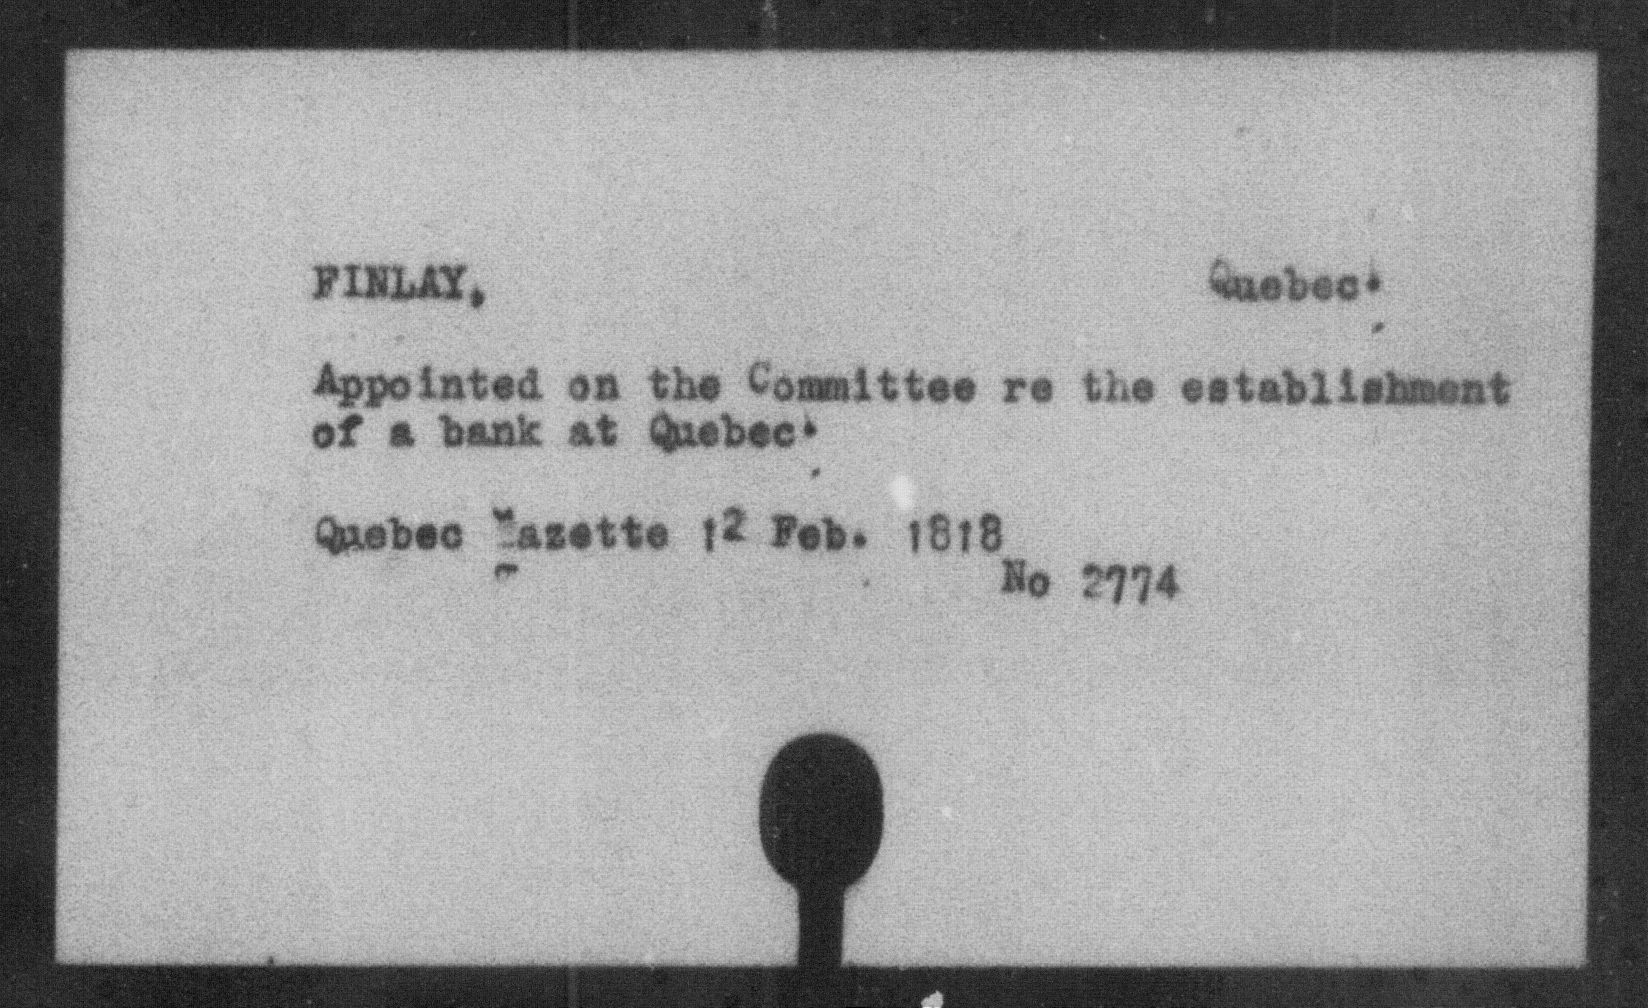 FINLAY, Quebec.
Appointed on the Committee re the establishment
of a bank at Quebec.
Quebec Gazette 12 Feb. 1818
No 2774